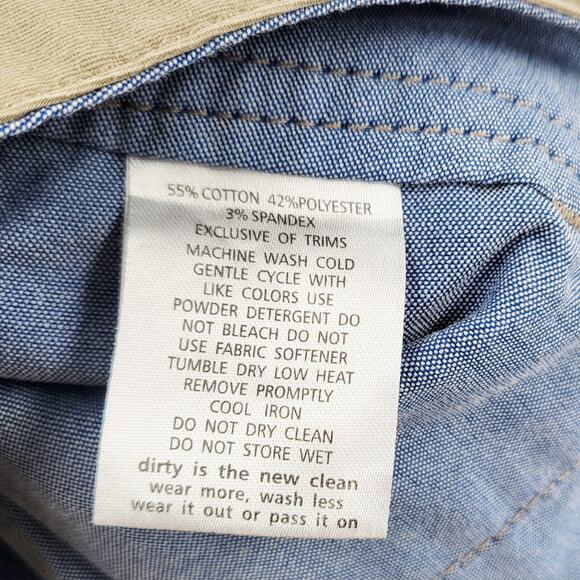 55% COTTON 42%POLYESTER
3% SPANDEX
EXCLUSIVE OF TRIMS
MACHINE WASH COLD
GENTLE CYCLE WITH
LIKE COLORS USE
POWDER DETERGENT DO
NOT BLEACH DO NOT
USE FABRIC SOFTENER
TUMBLE DRY LOW HEAT
REMOVE PROMPTLY
COOL IRON
DO NOT DRY CLEAN
DO NOT STORE WET
dirty is the new clean
wear more, wash less
wear it out or pass it on